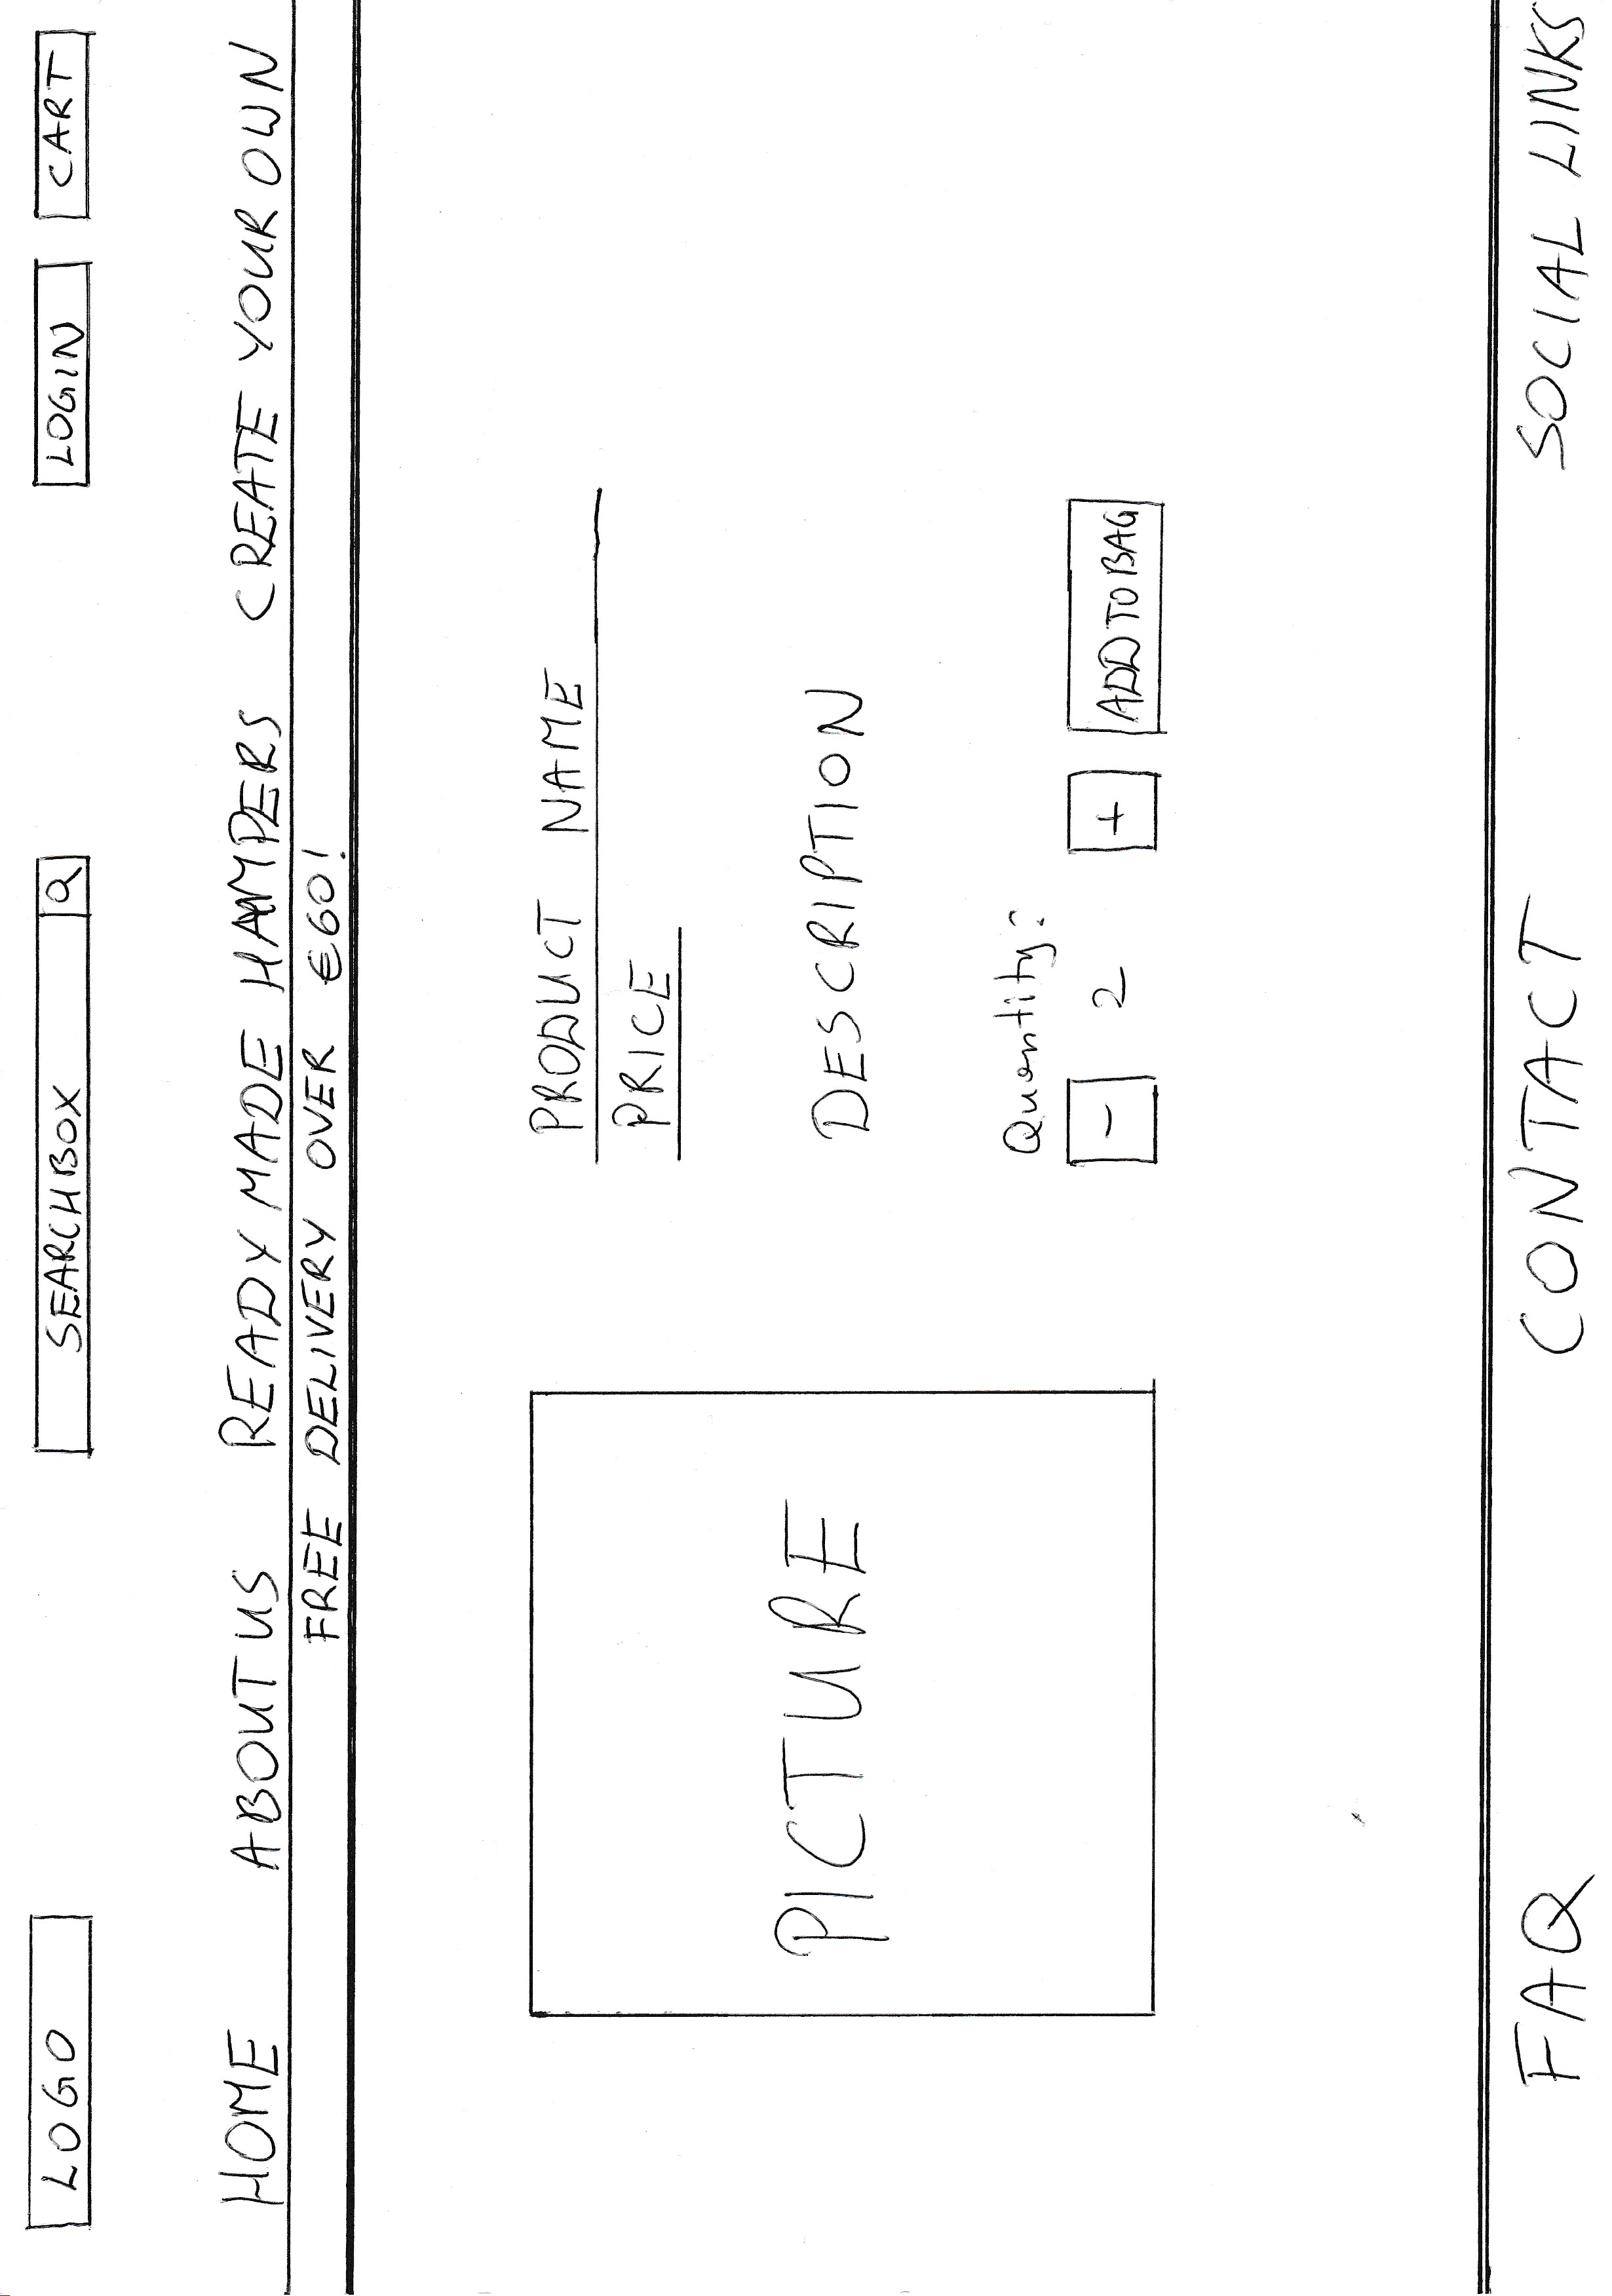 LOGO SEARCHBOX LOGIN CART
HOME ABOUT US READY MADE HAMPERS CREATE YOUR OWN
FREE DELIVERY OVER €60!
PRODUCT NAME
PRICE
PICTURE
DESCRIPTION
Quantity:
- 2 + ADD TO BAG
FAQ CONTACT SOCIAL LINKS